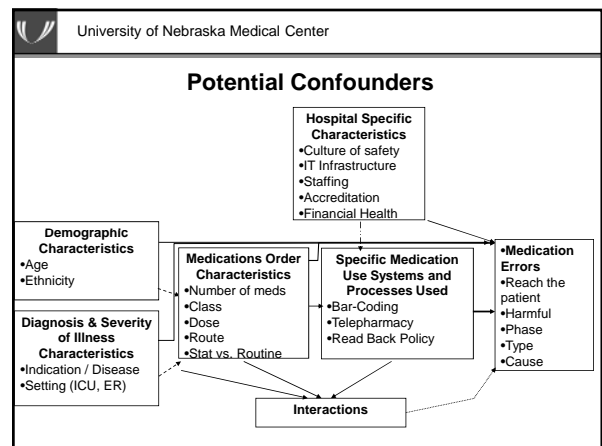 University of Nebraska Medical Center
Potential Confounders
Hospital Specific
Characteristics
•Culture of safety
•IT Infrastructure
•Staffing
•Accreditation
•Financial Health
Demographic
Characteristics
•Age
•Ethnicity
Diagnosis & Severity
of Illness
Characteristics
•Indication / Disease
•Setting (ICU, ER)
Medications Order
Characteristics
•Number of meds
•Class
•Dose
•Route
•Stat vs. Routine
Specific Medication
Use Systems and
Processes Used
•Bar-Coding
•Telepharmacy
•Read Back Policy
•Medication
Errors
•Reach the
patient
•Harmful
•Phase
•Type
•Cause
Interactions